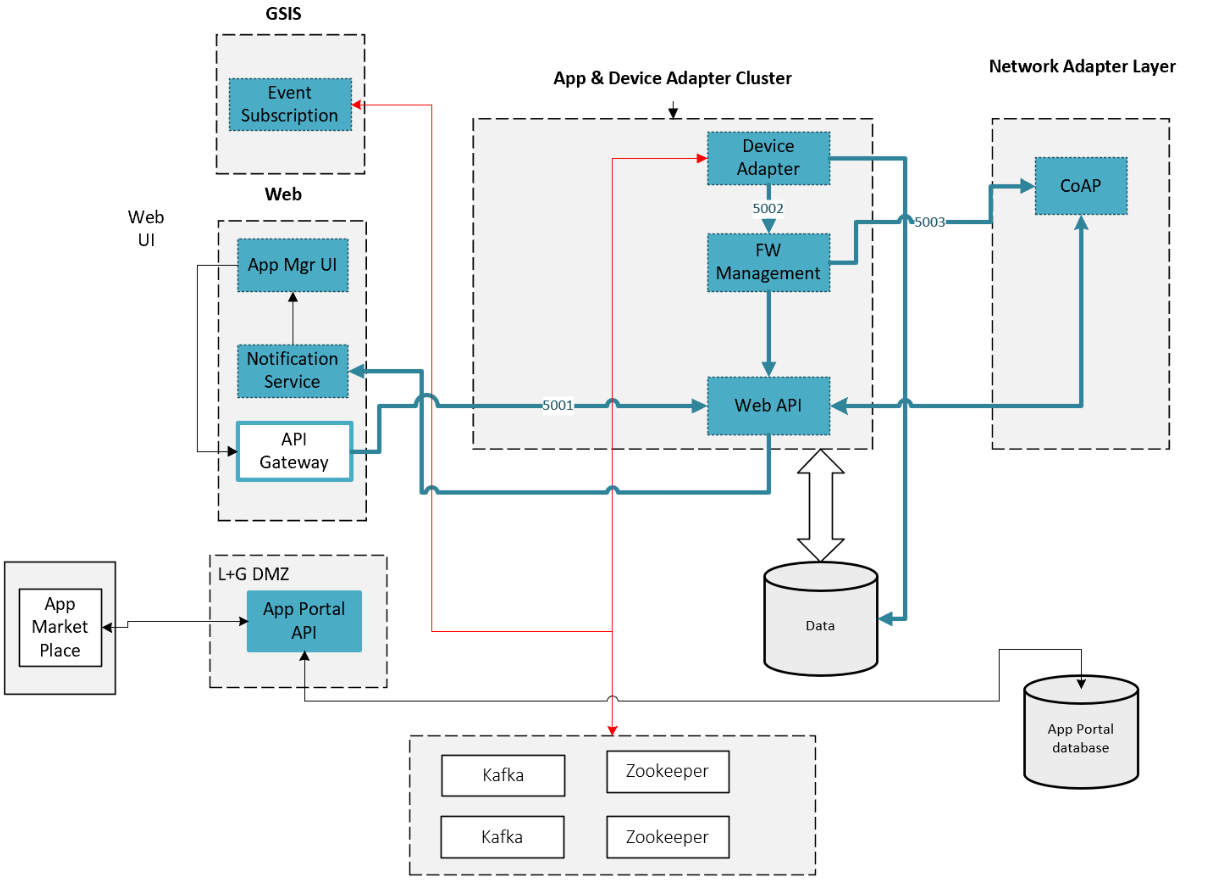 GSIS
Event
Subscription
App & Device Adapter Cluster
Network Adapter Layer
Device
Adapter
CoAP
5002
Web
Web
UI
App Mgr UI
FW
Management
5003
Notification
Service
5001
Web API
API
Gateway
L+G DMZ
App
Market
Place
App Portal
API
Data
App Portal
database
Kafka
Zookeeper
Kafka
Zookeeper